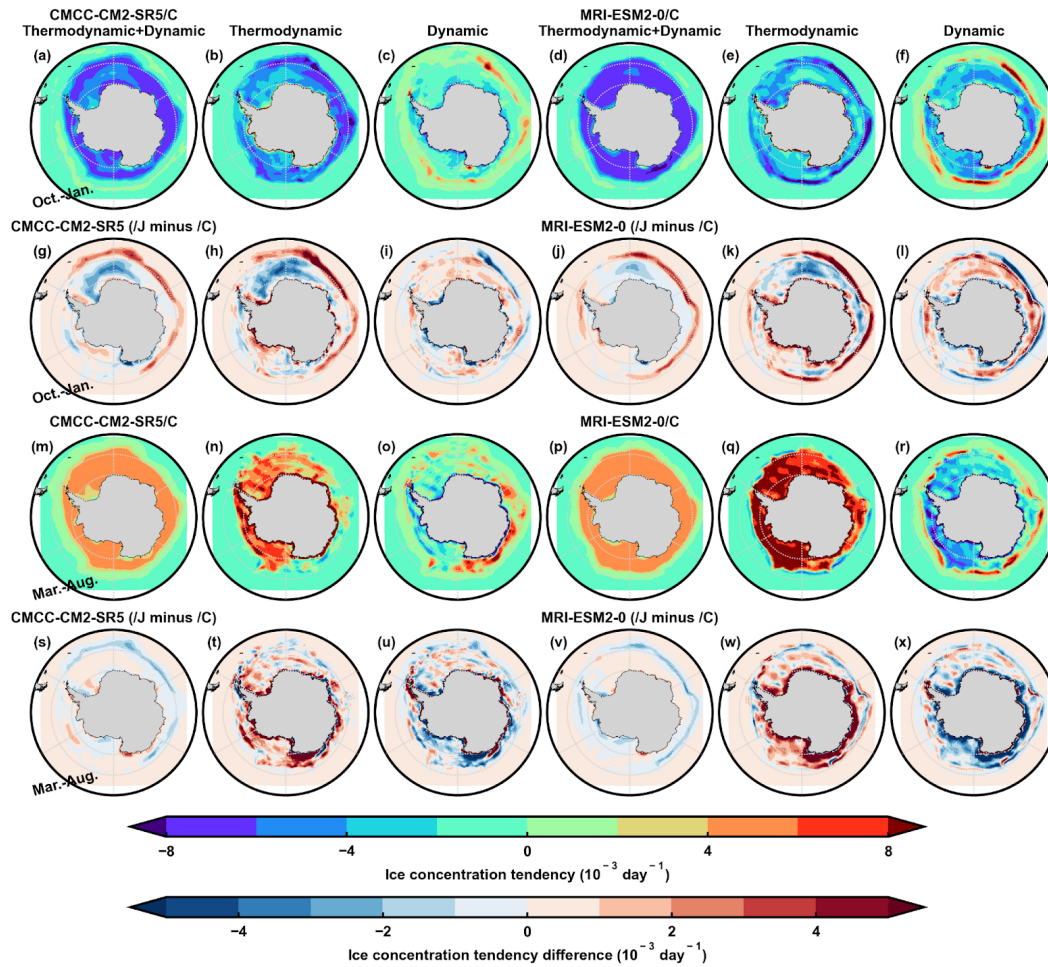 CMCC-CM2-SR5/C MRI-ESM2-0/C
Thermodynamic+Dynamic Thermodynamic Dynamic Thermodynamic+Dynamic Thermodynamic Dynamic
(a) (b) (c) (d) (e) (f)
Oct.-Jan.
CMCC-CM2-SR5 (/J minus /C) MRI-ESM2-0 (/J minus /C)
(g) (h) (i) (j) (k) (l)
Oct.-Jan.
CMCC-CM2-SR5/C MRI-ESM2-0/C
(m) (n) (o) (p) (q) (r)
Mar.-Aug.
CMCC-CM2-SR5 (/J minus /C) MRI-ESM2-0 (/J minus /C)
(s) (t) (u) (v) (w) (x)
Mar.-Aug.
−8 −4 0 4 8
Ice concentration tendency (10⁻³ day⁻¹)
−4 −2 0 2 4
Ice concentration tendency difference (10⁻³ day⁻¹)